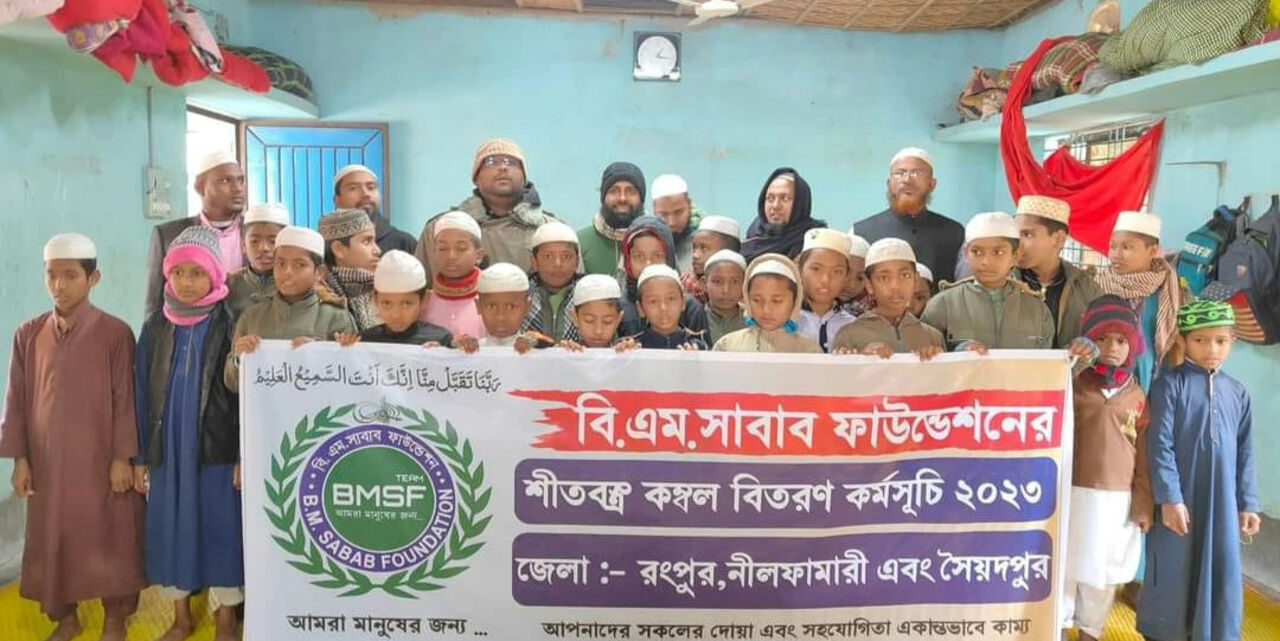 رَبَّنَا تَقَبَّلْ مِنَّا اِنَّكَ اَنْتَ السَّمِيعُ الْعَلِيْمُ
বি. এম. সাবাব ফাউন্ডেশন
TEAM
BMSF
আমরা মানুষের জন্য...
B.M. SABAB FOUNDATION
আমরা মানুষের জন্য ...
বি.এম.সাবাব ফাউন্ডেশনের
শীতবস্ত্র কম্বল বিতরণ কর্মসূচি ২০২৩
জেলা :- রংপুর,নীলফামারী এবং সৈয়দপুর
আপনাদের সকলের দোয়া এবং সহযোগিতা একান্তভাবে কাম্য